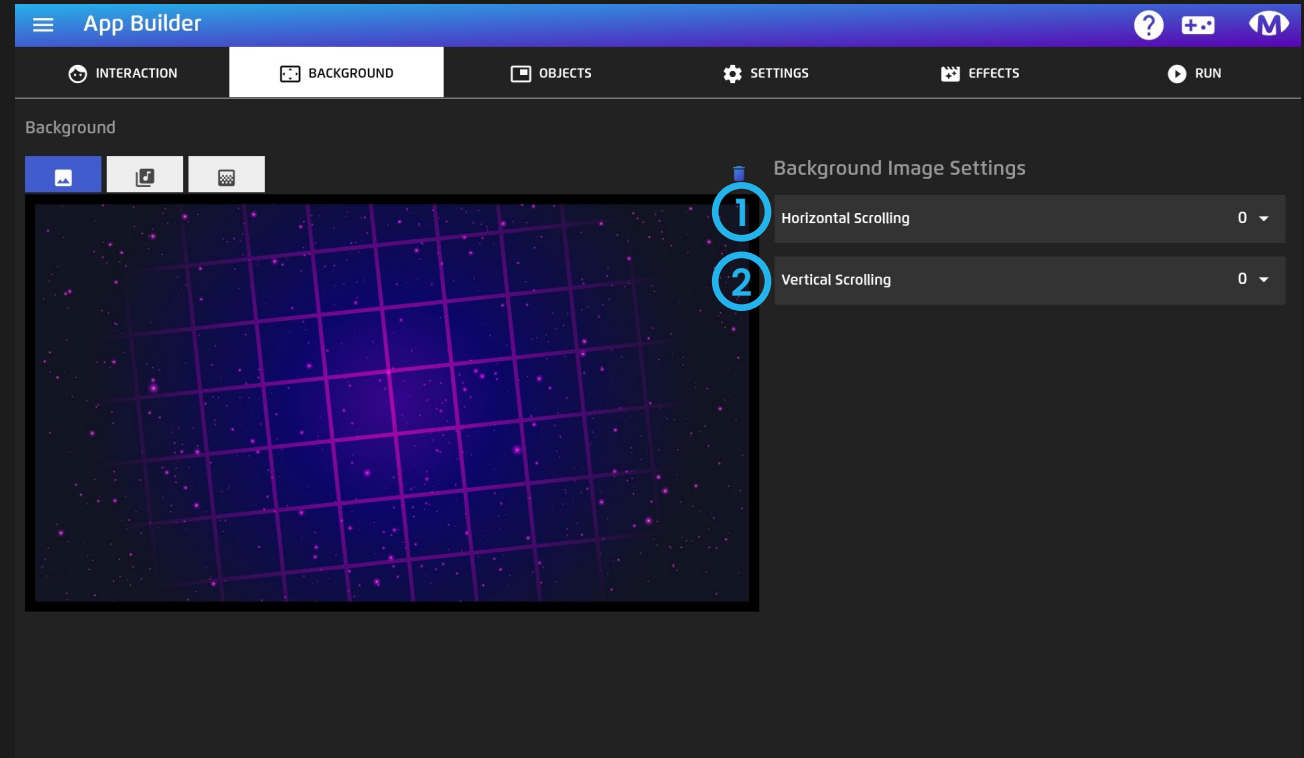 App Builder
?
M
INTERACTION
BACKGROUND
OBJECTS
SETTINGS
EFFECTS
RUN
Background
Background Image Settings
1
Horizontal Scrolling 0
2
Vertical Scrolling 0